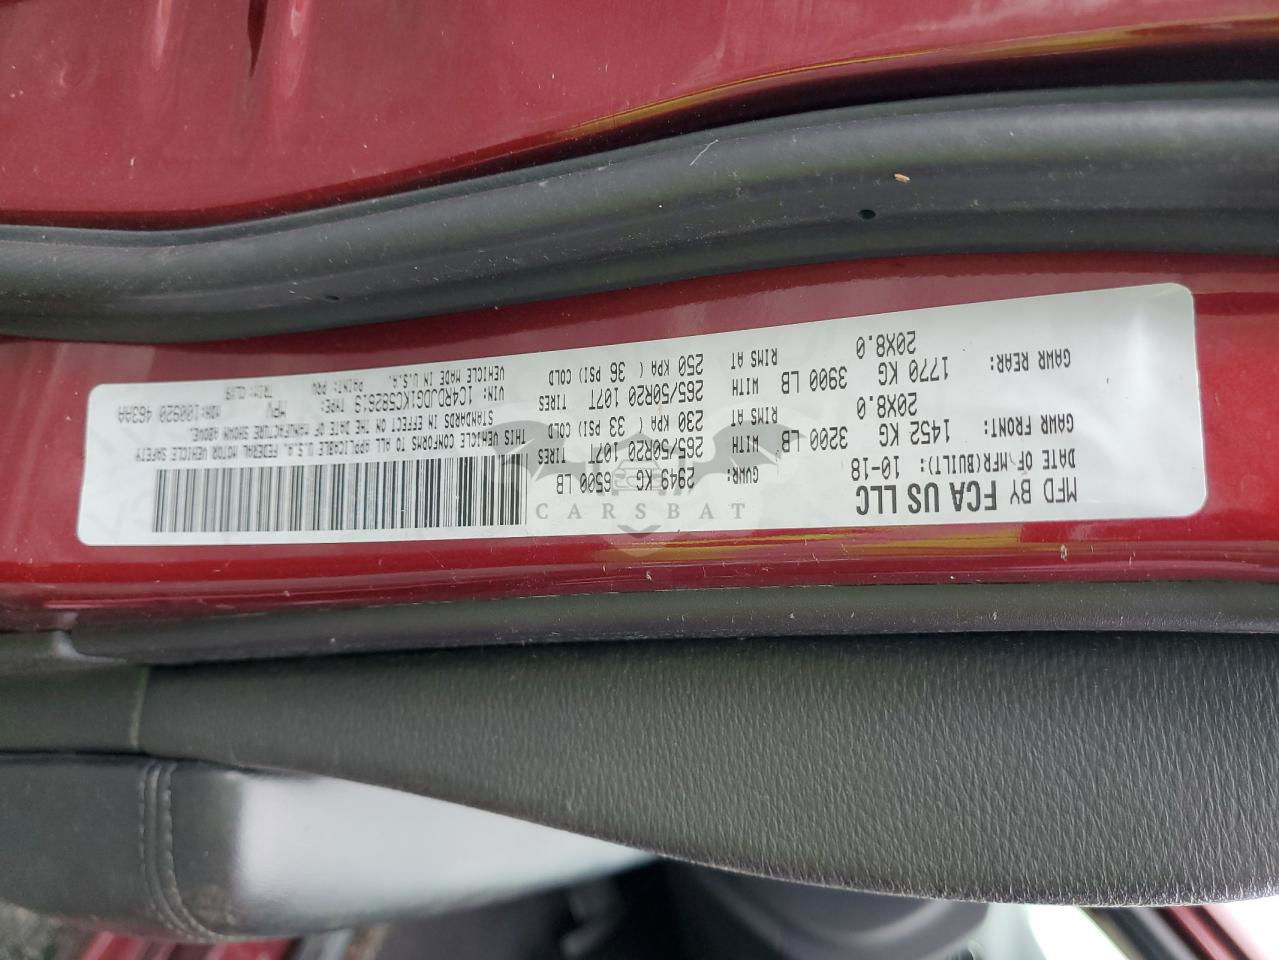 MFD BY FCA US LLC
DATE OF MFR(BUILT): 10-18
GAWR FRONT: 1452 KG 3200 LB
20X8.0
GAWR REAR: 1770 KG 3900 LB
20X8.0
GVWR: 2949 KG 6500 LB
WITH 265/50R20 107T TIRES
RIMS AT 230 KPA ( 33 PSI) COLD
WITH 265/50R20 107T TIRES
RIMS AT 250 KPA ( 36 PSI) COLD
THIS VEHICLE CONFORMS TO ALL APPLICABLE U.S.A. FEDERAL MOTOR VEHICLE SAFETY
STANDARDS IN EFFECT ON THE DATE OF MANUFACTURE SHOWN ABOVE.
VIN: 1C4RDJDG1KC582619 TYPE: MPV MDH:100920 463AA
VEHICLE MADE IN U.S.A. PAINT: PRV
CARSBAT